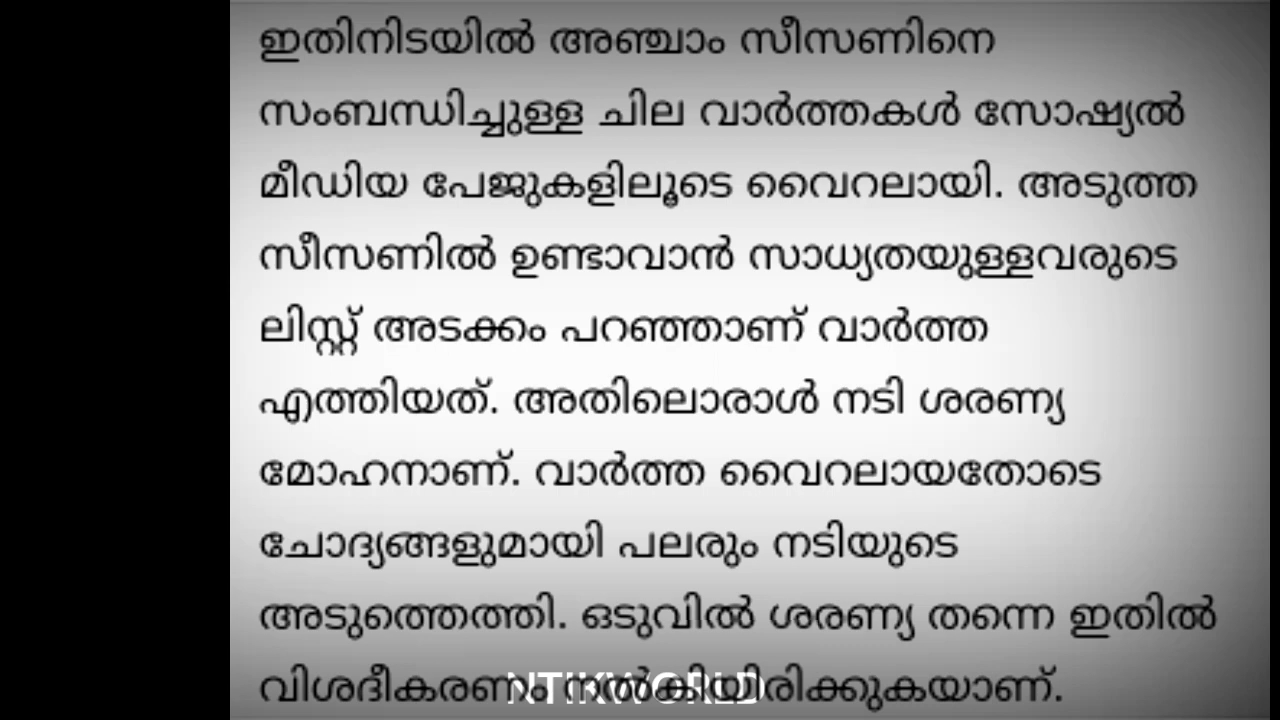 ഇതിനിടയിൽ അഞ്ചാം സീസണിനെ
സംബന്ധിച്ചുള്ള ചില വാർത്തകൾ സോഷ്യൽ
മീഡിയ പേജുകളിലൂടെ വൈറലായി. അടുത്ത
സീസണിൽ ഉണ്ടാവാൻ സാധ്യതയുള്ളവരുടെ
ലിസ്റ്റ് അടക്കം പറഞ്ഞാണ് വാർത്ത
എത്തിയത്. അതിലൊരാൾ നടി ശരണ്യ
മോഹനാണ്. വാർത്ത വൈറലായതോടെ
ചോദ്യങ്ങളുമായി പലരും നടിയുടെ
അടുത്തെത്തി. ഒടുവിൽ ശരണ്യ തന്നെ ഇതിൽ
വിശദീകരണം നൽകിയിരിക്കുകയാണ്.
NTIKWORLD